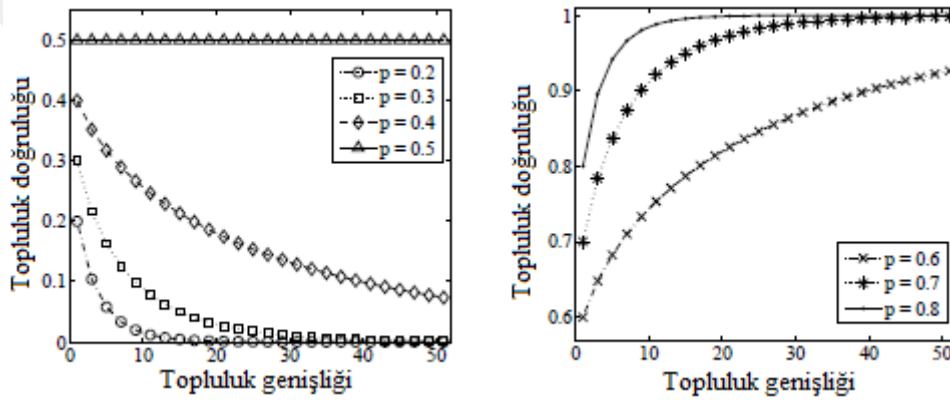 Topluluk doğruluğu
0.5
0.4
0.3
0.2
0.1
0
0 10 20 30 40 50
Topluluk genişliği
p = 0.2
p = 0.3
p = 0.4
p = 0.5
Topluluk doğruluğu
1
0.9
0.8
0.7
0.6
0 10 20 30 40 50
Topluluk genişliği
p = 0.6
p = 0.7
p = 0.8